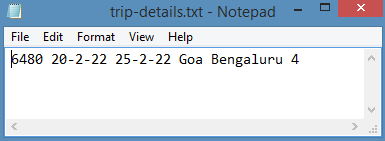 trip-details.txt - Notepad
File Edit Format View Help
6480 20-2-22 25-2-22 Goa Bengaluru 4